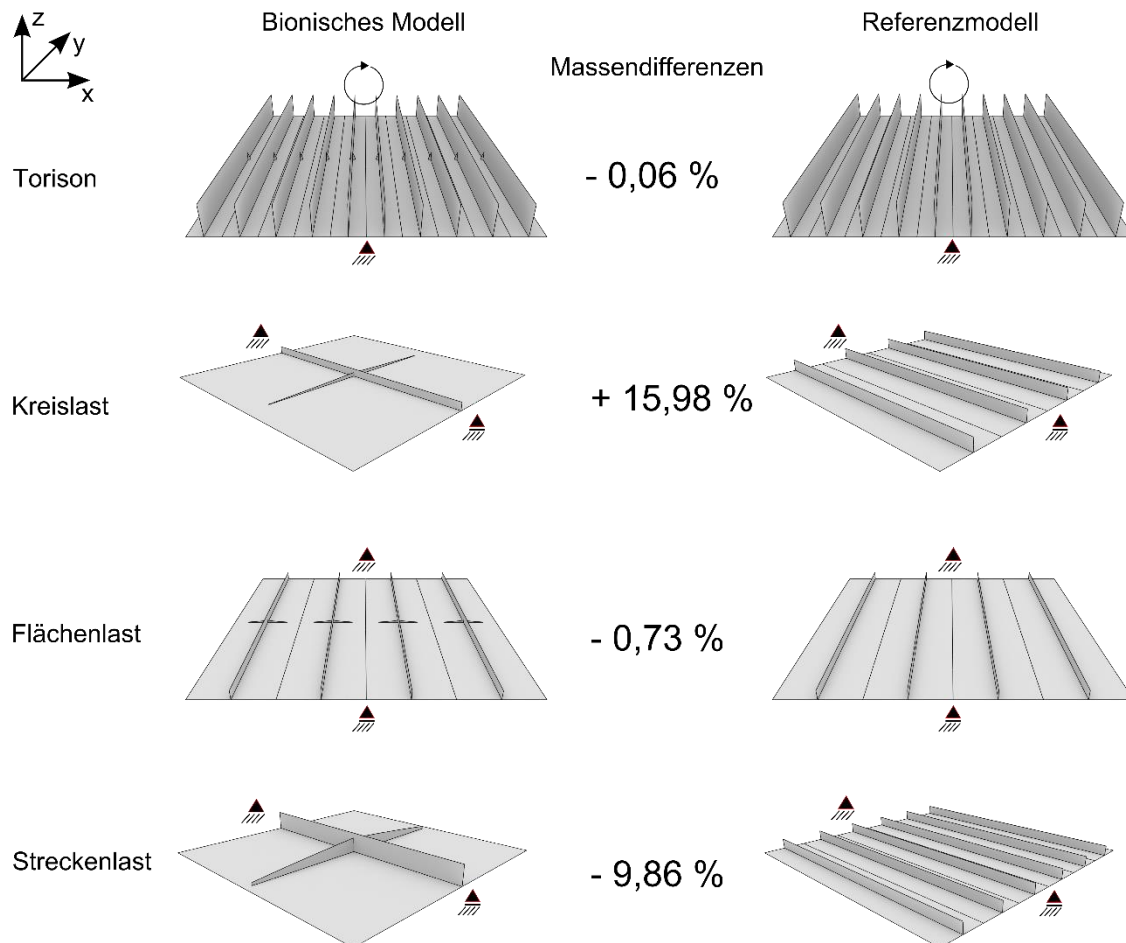 z
y
x
Bionisches Modell
Referenzmodell
Massendifferenzen
Torison
- 0,06 %
Kreislast
+ 15,98 %
Flächenlast
- 0,73 %
Streckenlast
- 9,86 %